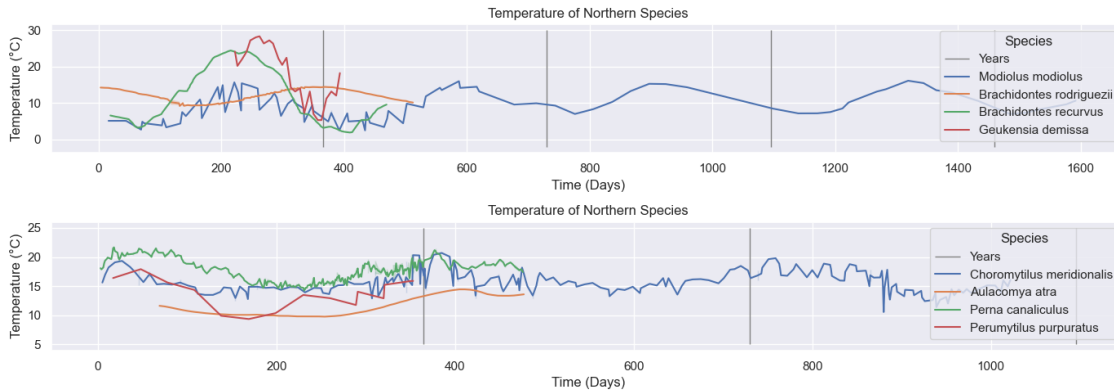 Temperature of Northern Species
Temperature (°C)
30
20
10
0
Species
Years
Modiolus modiolus
Brachidontes rodriguezii
Brachidontes recurvus
Geukensia demissa
0 200 400 600 800 1000 1200 1400 1600
Time (Days)
Temperature of Northern Species
Temperature (°C)
25
20
15
10
5
Species
Years
Choromytilus meridionalis
Aulacomya atra
Perna canaliculus
Perumytilus purpuratus
0 200 400 600 800 1000
Time (Days)